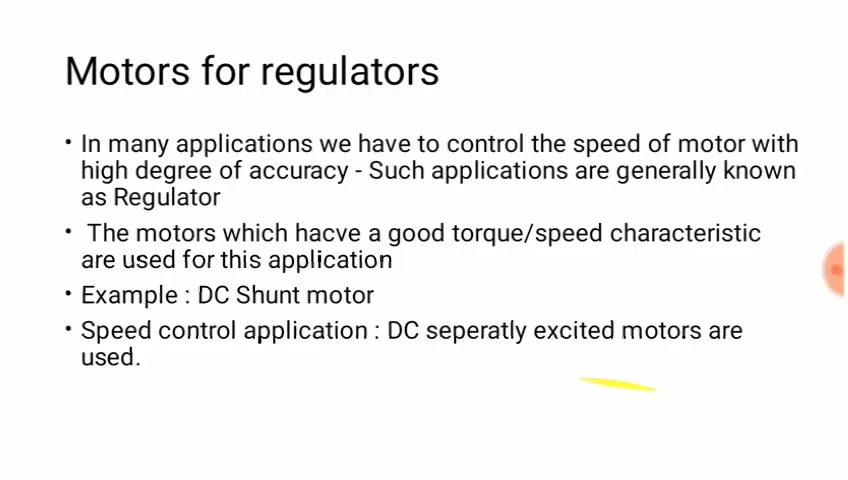 Motors for regulators
• In many applications we have to control the speed of motor with
high degree of accuracy - Such applications are generally known
as Regulator
• The motors which hacve a good torque/speed characteristic
are used for this application
• Example : DC Shunt motor
• Speed control application : DC seperatly excited motors are
used.